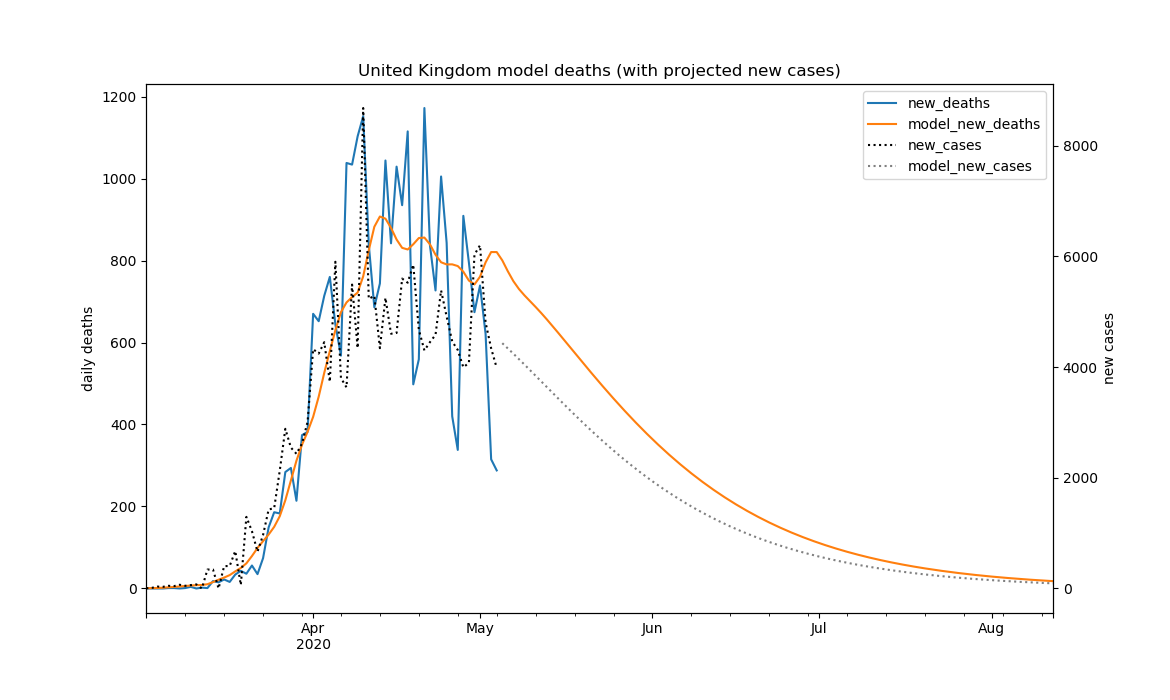 United Kingdom model deaths (with projected new cases)
new_deaths
model_new_deaths
new_cases
model_new_cases
1200
1000
800
600
400
200
0
daily deaths
8000
6000
4000
2000
0
new cases
Apr
2020
May
Jun
Jul
Aug